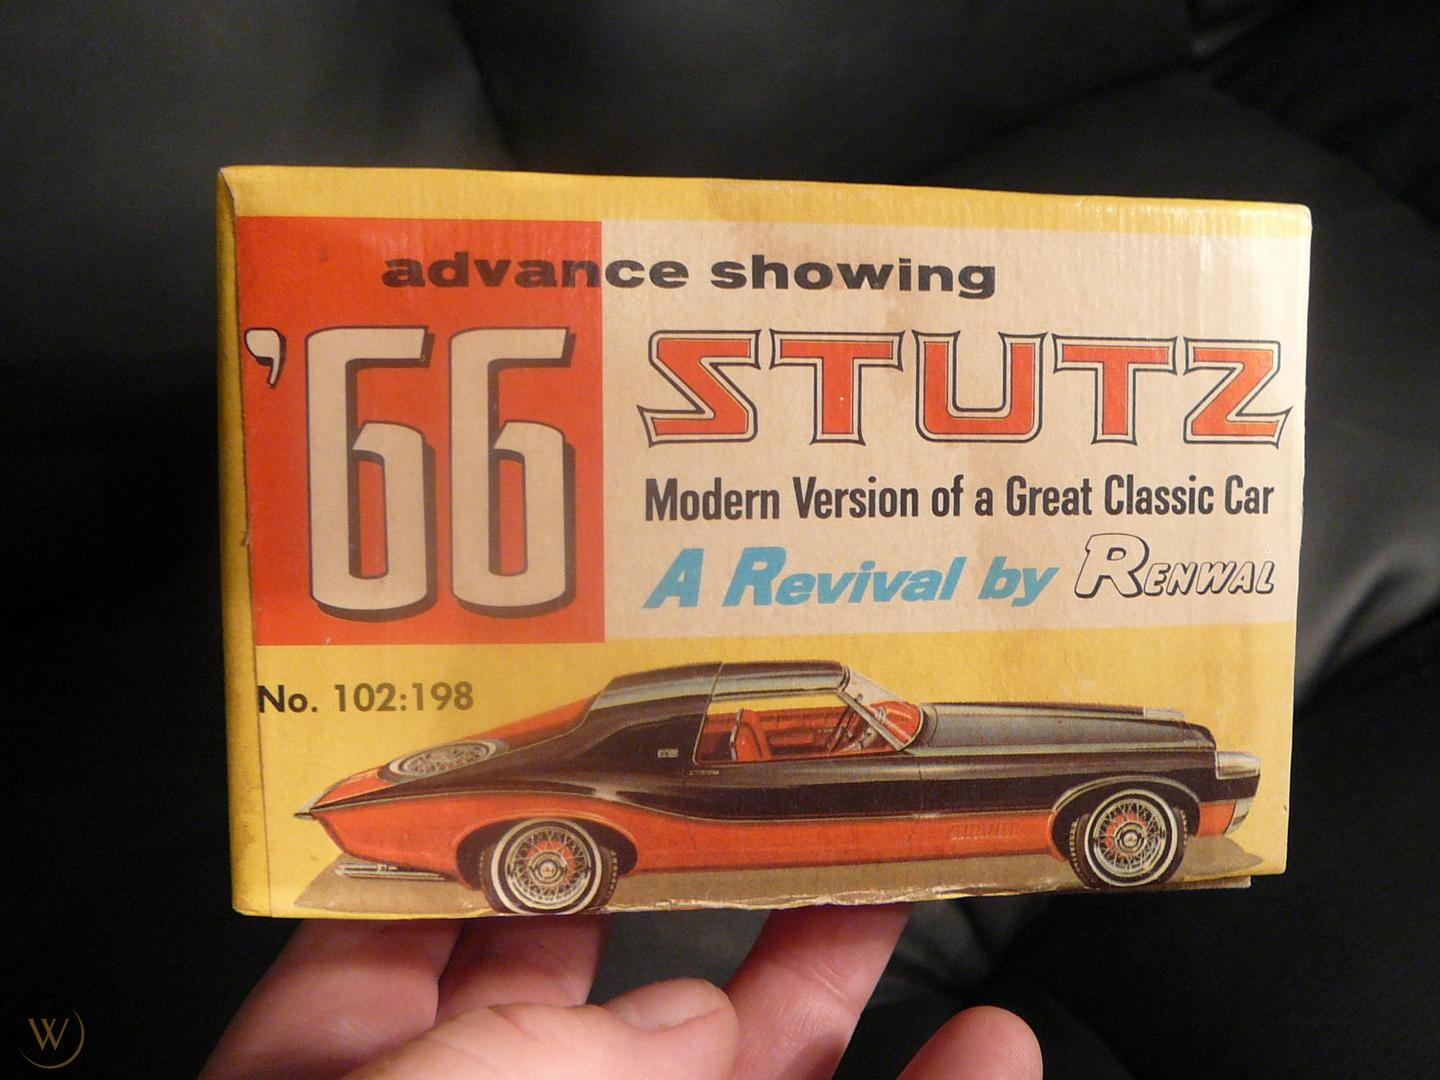 advance showing
'66
STUTZ
Modern Version of a Great Classic Car
A Revival by RENWAL
No. 102:198
W